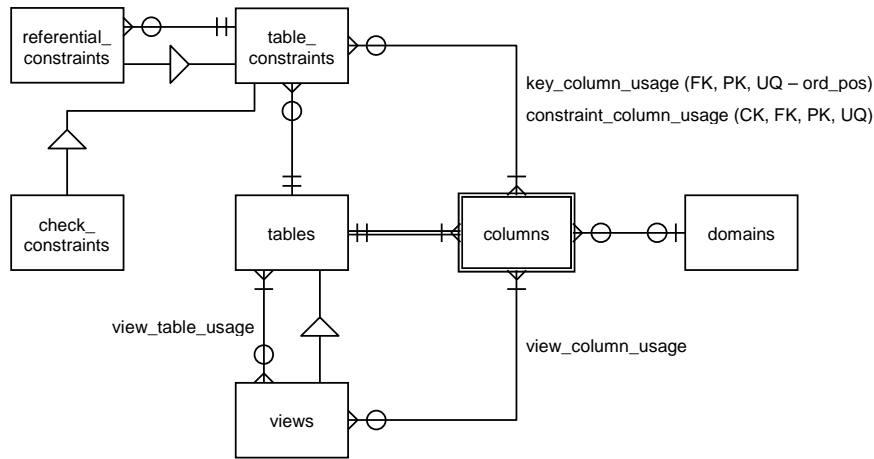 referential_
constraints
table_
constraints
key_column_usage (FK, PK, UQ – ord_pos)
constraint_column_usage (CK, FK, PK, UQ)
check_
constraints
tables
columns
domains
view_table_usage
view_column_usage
views